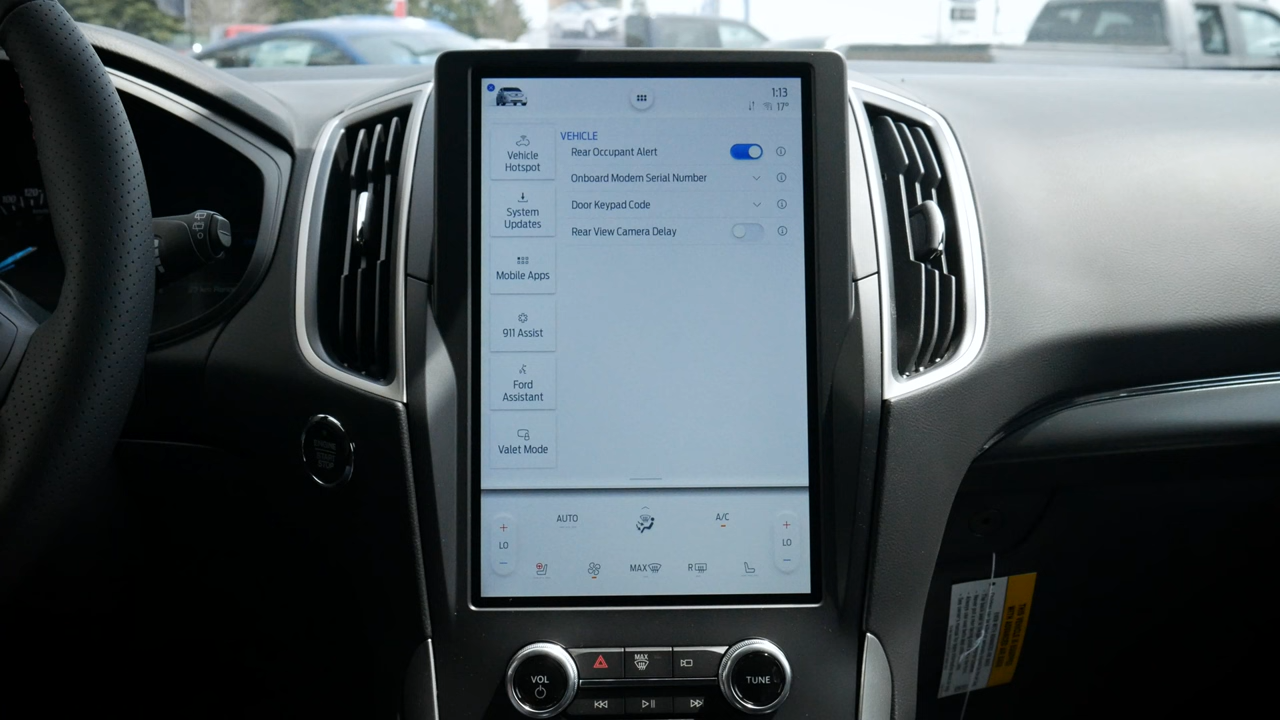 1:13
17°
VEHICLE
Vehicle
Hotspot
Rear Occupant Alert
Onboard Modem Serial Number
System
Updates
Door Keypad Code
Rear View Camera Delay
Mobile Apps
911 Assist
Ford
Assistant
Valet Mode
AUTO
A/C
LO
LO
MAX
R
MAX
VOL
TUNE